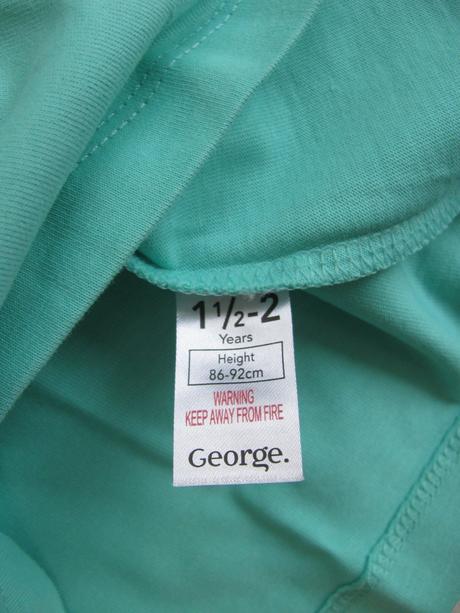 1½-2
Years
Height
86-92cm
WARNING
KEEP AWAY FROM FIRE
George.